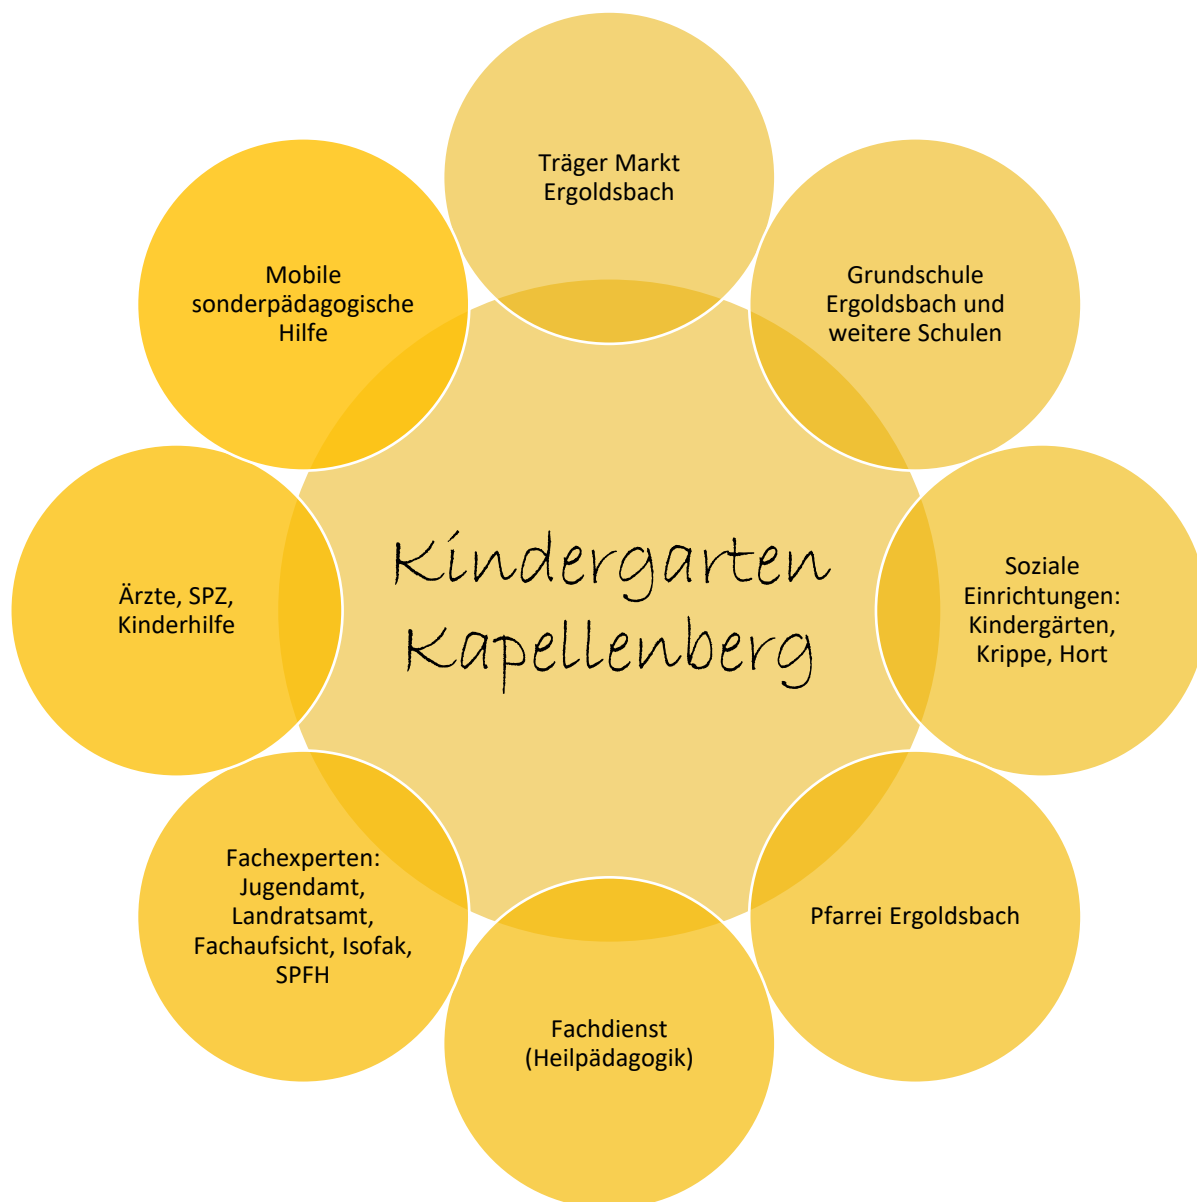 Träger Markt
Ergoldsbach
Grundschule
Ergoldsbach und
weitere Schulen
Soziale
Einrichtungen:
Kindergärten,
Krippe, Hort
Pfarrei Ergoldsbach
Fachdienst
(Heilpädagogik)
Fachexperten:
Jugendamt,
Landratsamt,
Fachaufsicht, Isofak,
SPFH
Ärzte, SPZ,
Kinderhilfe
Mobile
sonderpädagogische
Hilfe
Kindergarten
Kapellenberg